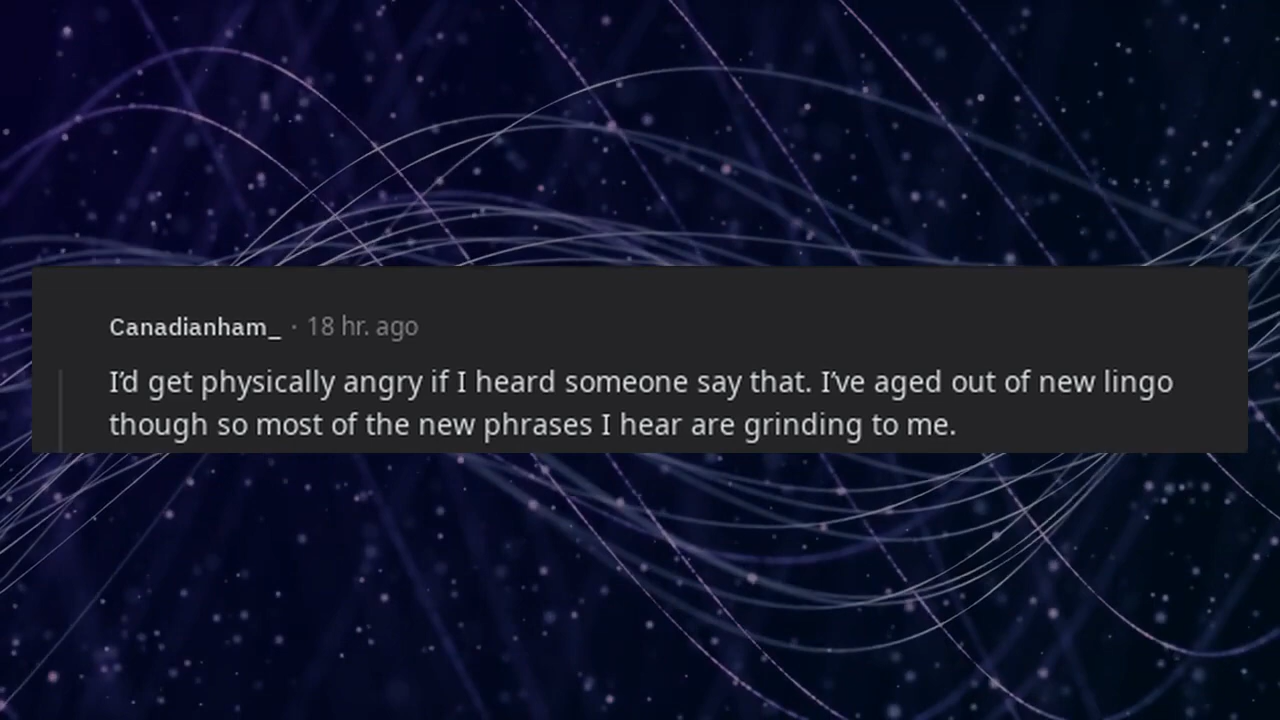 Canadianham_ · 18 hr. ago
I’d get physically angry if I heard someone say that. I’ve aged out of new lingo
though so most of the new phrases I hear are grinding to me.